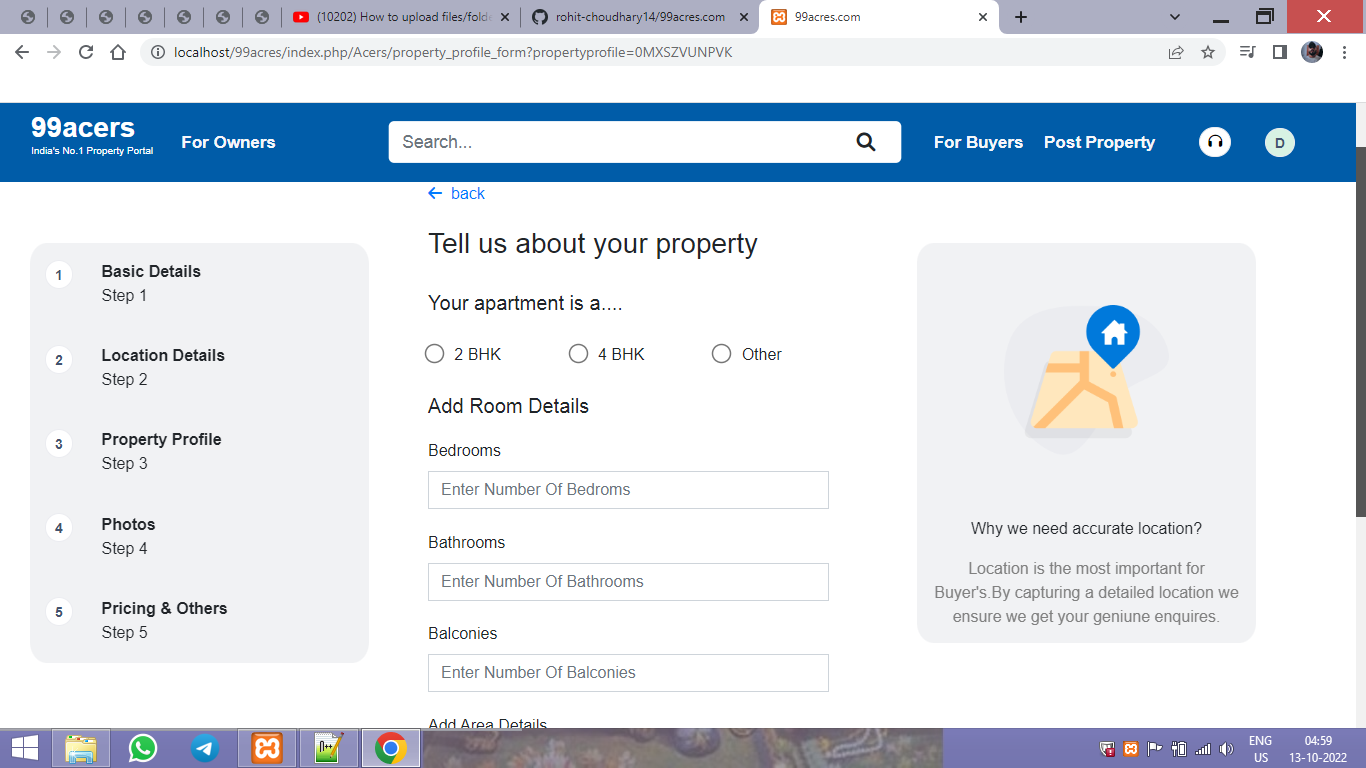 (10202) How to upload files/folde
rohit-choudhary14/99acres.com
99acres.com
localhost/99acres/index.php/Acers/property_profile_form?propertyprofile=0MXSZVUNPVK
99acers
India's No.1 Property Portal
For Owners
Search...
For Buyers
Post Property
D
back
Tell us about your property
1
Basic Details
Step 1
2
Location Details
Step 2
3
Property Profile
Step 3
4
Photos
Step 4
5
Pricing & Others
Step 5
Your apartment is a....
2 BHK
4 BHK
Other
Add Room Details
Bedrooms
Enter Number Of Bedroms
Bathrooms
Enter Number Of Bathrooms
Balconies
Enter Number Of Balconies
Add Area Details
Why we need accurate location?
Location is the most important for
Buyer's.By capturing a detailed location we
ensure we get your geniune enquires.
ENG
US
04:59
13-10-2022